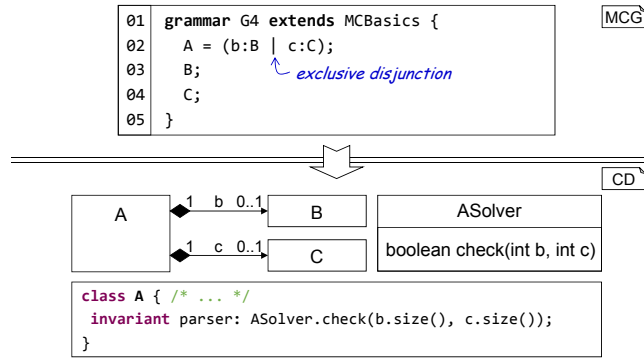 MCG
01 grammar G4 extends MCBasics {
02 A = (b:B | c:C);
03 B; exclusive disjunction
04 C;
05 }
CD
A 1 b 0..1 B
1 c 0..1 C
ASolver
boolean check(int b, int c)
class A { /* ... */
invariant parser: ASolver.check(b.size(), c.size());
}